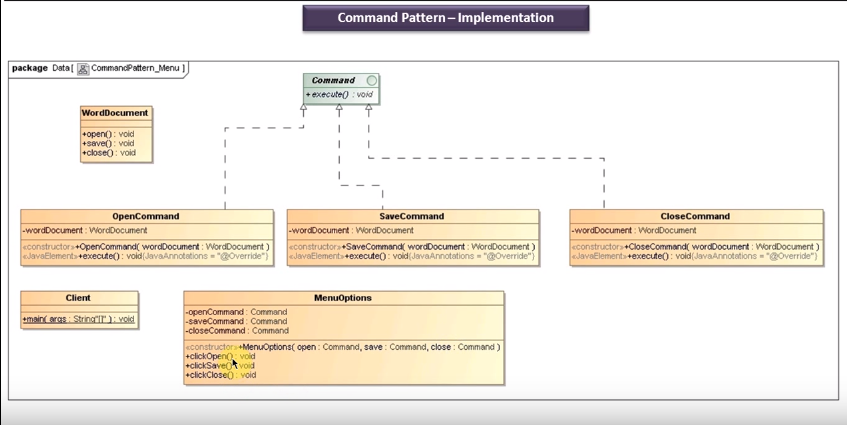 Command Pattern – Implementation
package Data[ CommandPattern_Menu ]
Command
+execute() : void
WordDocument
+open() : void
+save() : void
+close() : void
OpenCommand
-wordDocument : WordDocument
«constructor»+OpenCommand( wordDocument : WordDocument )
«JavaElement»+execute() : void{JavaAnnotations = "@Override"}
SaveCommand
-wordDocument : WordDocument
«constructor»+SaveCommand( wordDocument : WordDocument )
«JavaElement»+execute() : void{JavaAnnotations = "@Override"}
CloseCommand
-wordDocument : WordDocument
«constructor»+CloseCommand( wordDocument : WordDocument )
«JavaElement»+execute() : void{JavaAnnotations = "@Override"}
Client
+main( args : String"[]" ) : void
MenuOptions
-openCommand : Command
-saveCommand : Command
-closeCommand : Command
«constructor»+MenuOptions( open : Command, save : Command, close : Command )
+clickOpen() : void
+clickSave() : void
+clickClose() : void